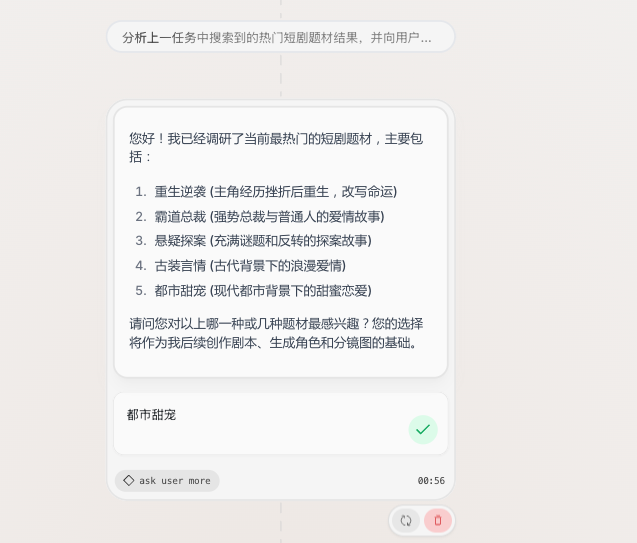 分析上一任务中搜索到的热门短剧题材结果，并向用户...
您好！我已经调研了当前最热门的短剧题材，主要包
括：
1. 重生逆袭 (主角经历挫折后重生，改写命运)
2. 霸道总裁 (强势总裁与普通人的爱情故事)
3. 悬疑探案 (充满谜题和反转的探案故事)
4. 古装言情 (古代背景下的浪漫爱情)
5. 都市甜宠 (现代都市背景下的甜蜜恋爱)
请问您对以上哪一种或几种题材最感兴趣？您的选择
将作为我后续创作剧本、生成角色和分镜图的基础。
都市甜宠
ask user more
00:56